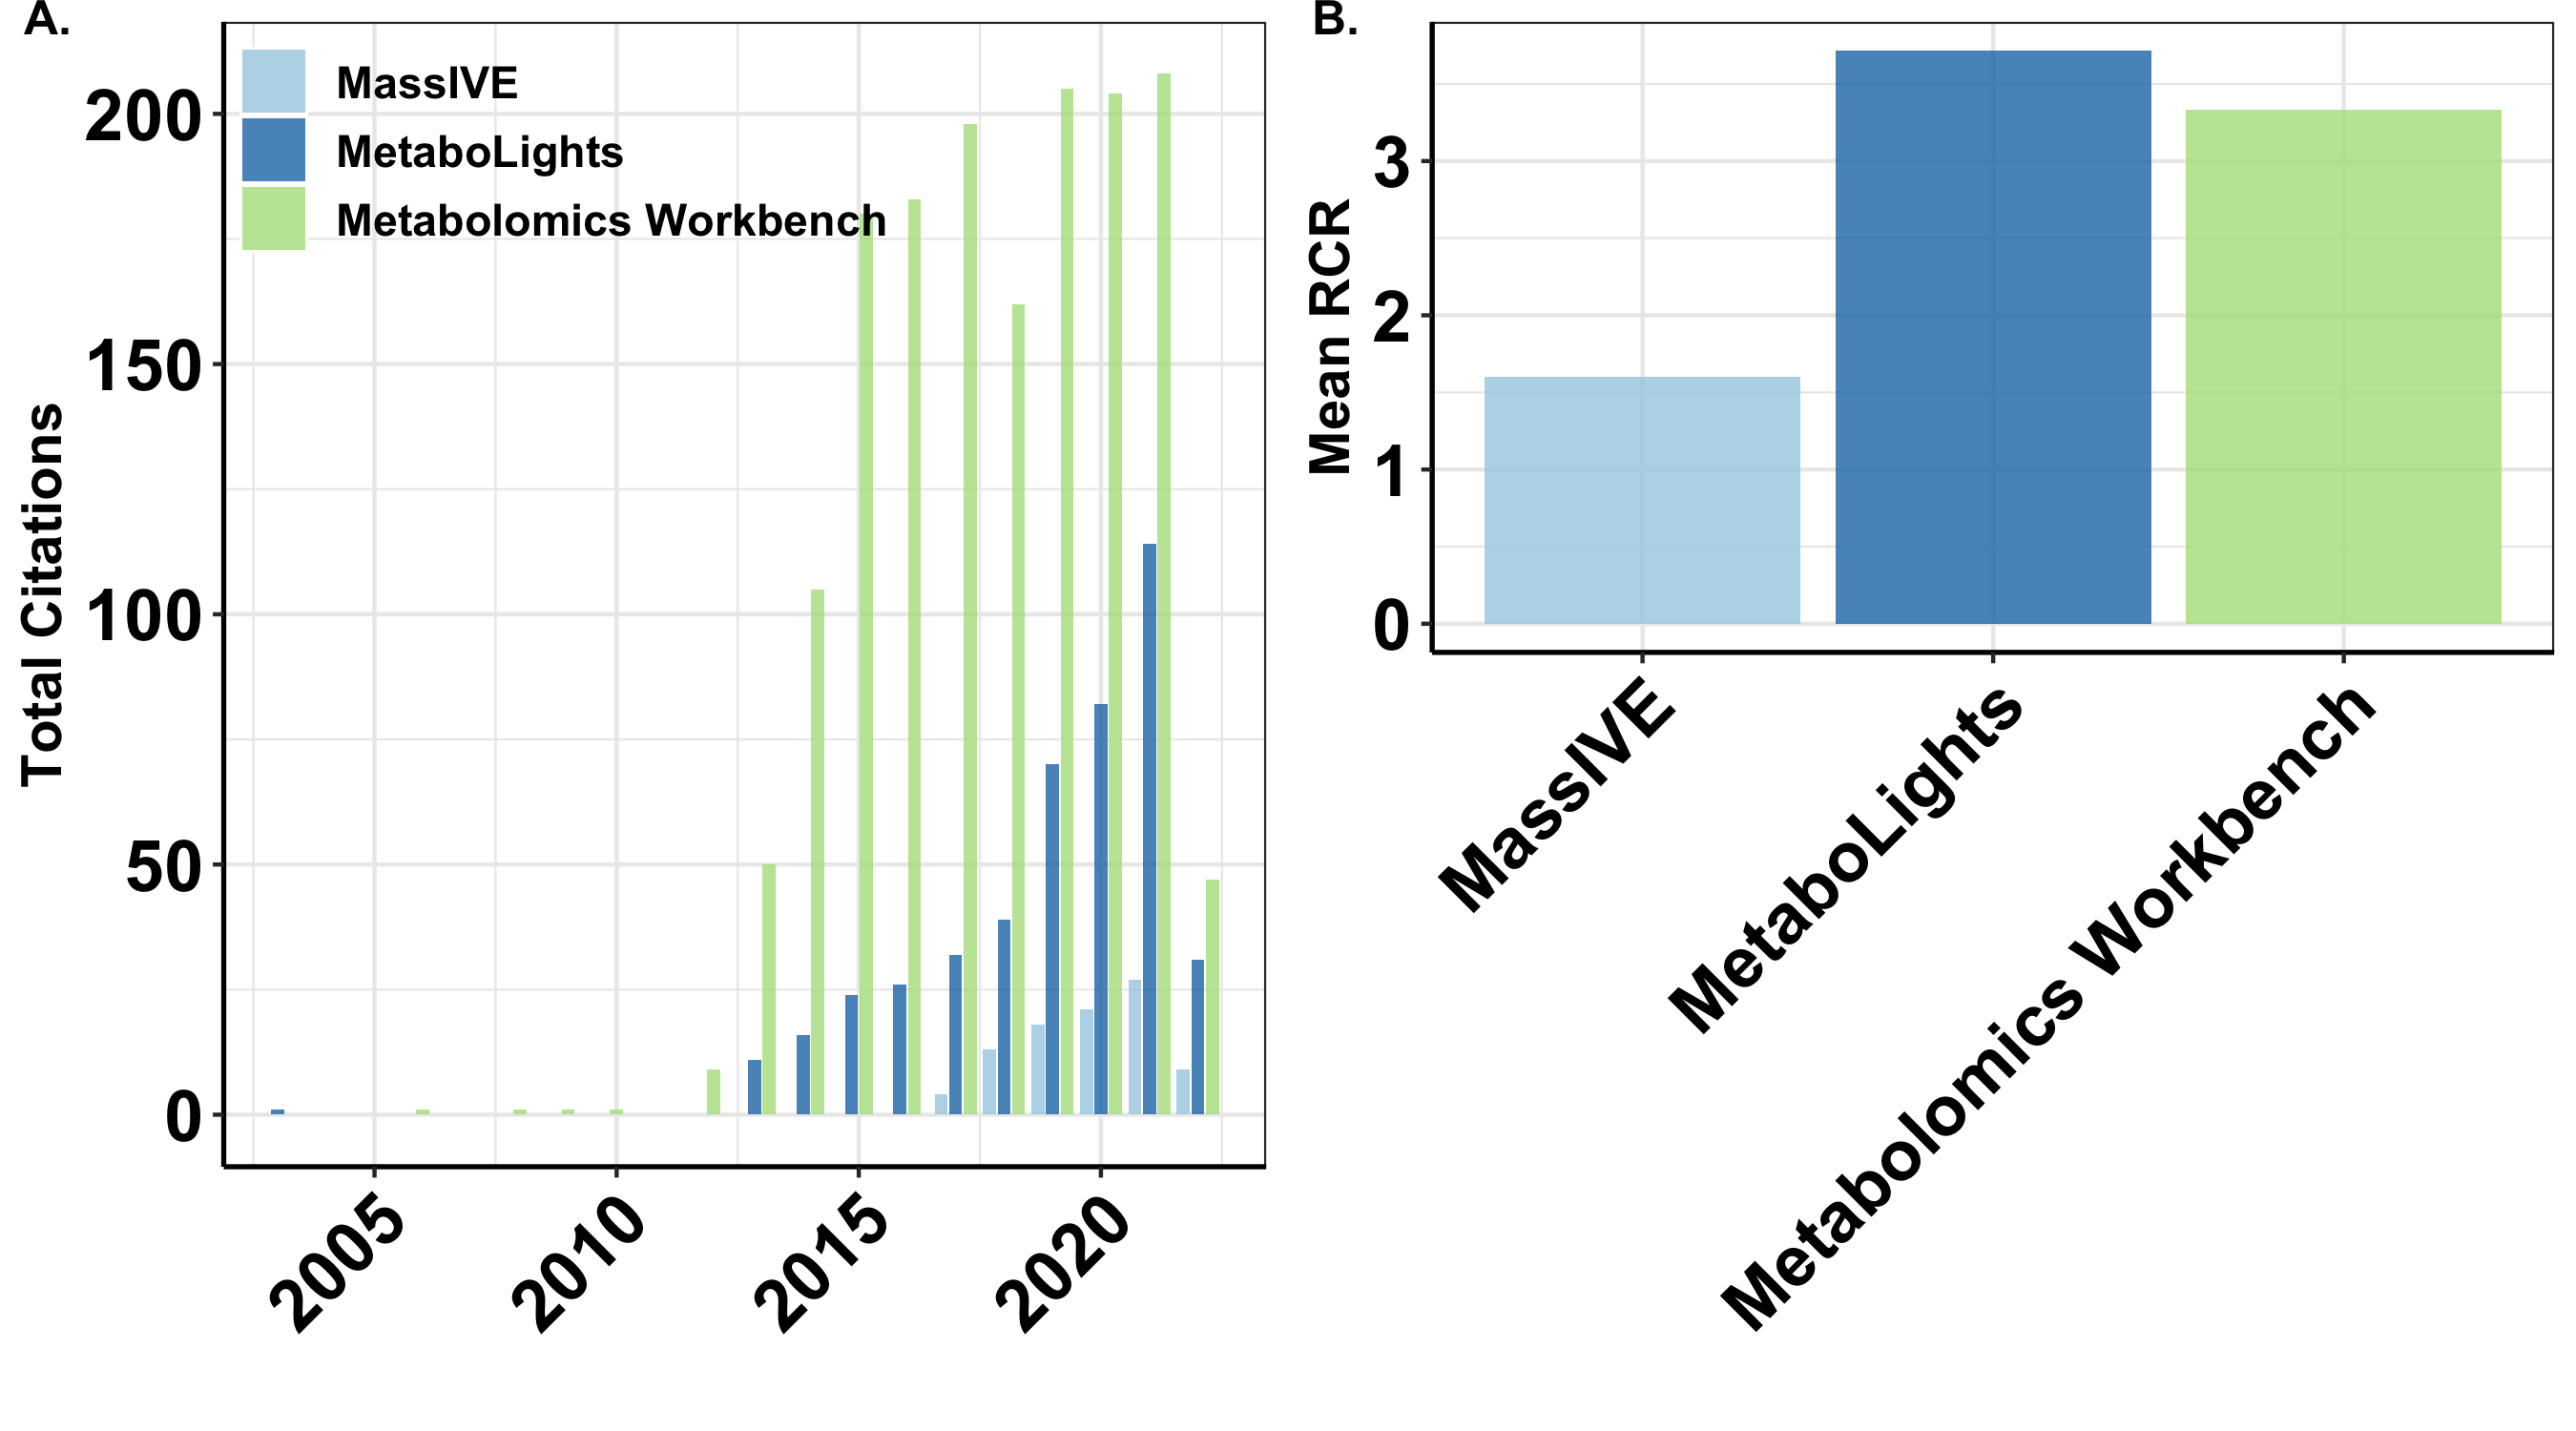 A.
MassIVE
MetaboLights
Metabolomics Workbench
Total Citations
200
150
100
50
0
2005
2010
2015
2020
B.
Mean RCR
3
2
1
0
MassIVE
MetaboLights
Metabolomics Workbench